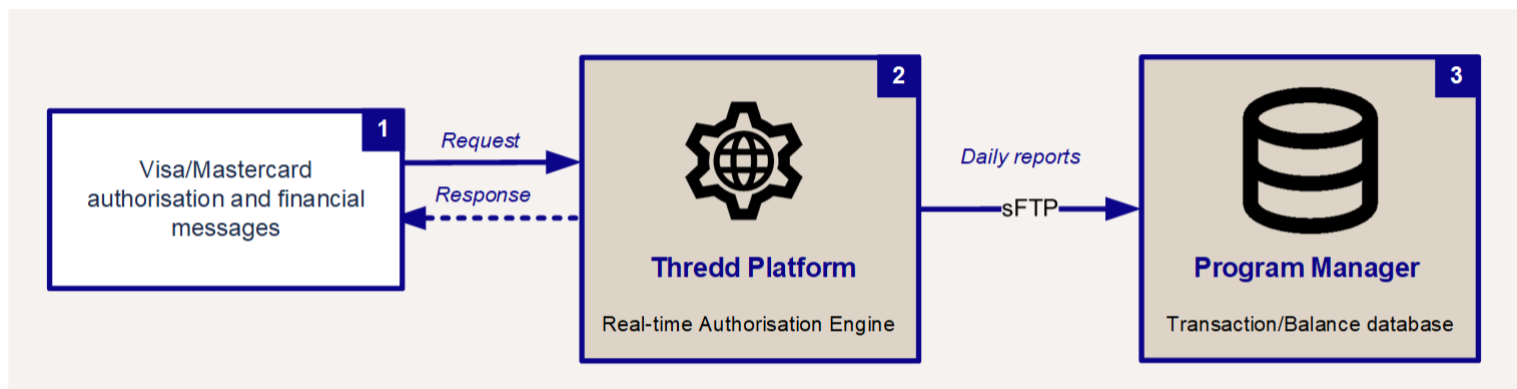 1
Visa/Mastercard
authorisation and financial
messages
Request
Response
2
Thredd Platform
Real-time Authorisation Engine
Daily reports
sFTP
3
Program Manager
Transaction/Balance database